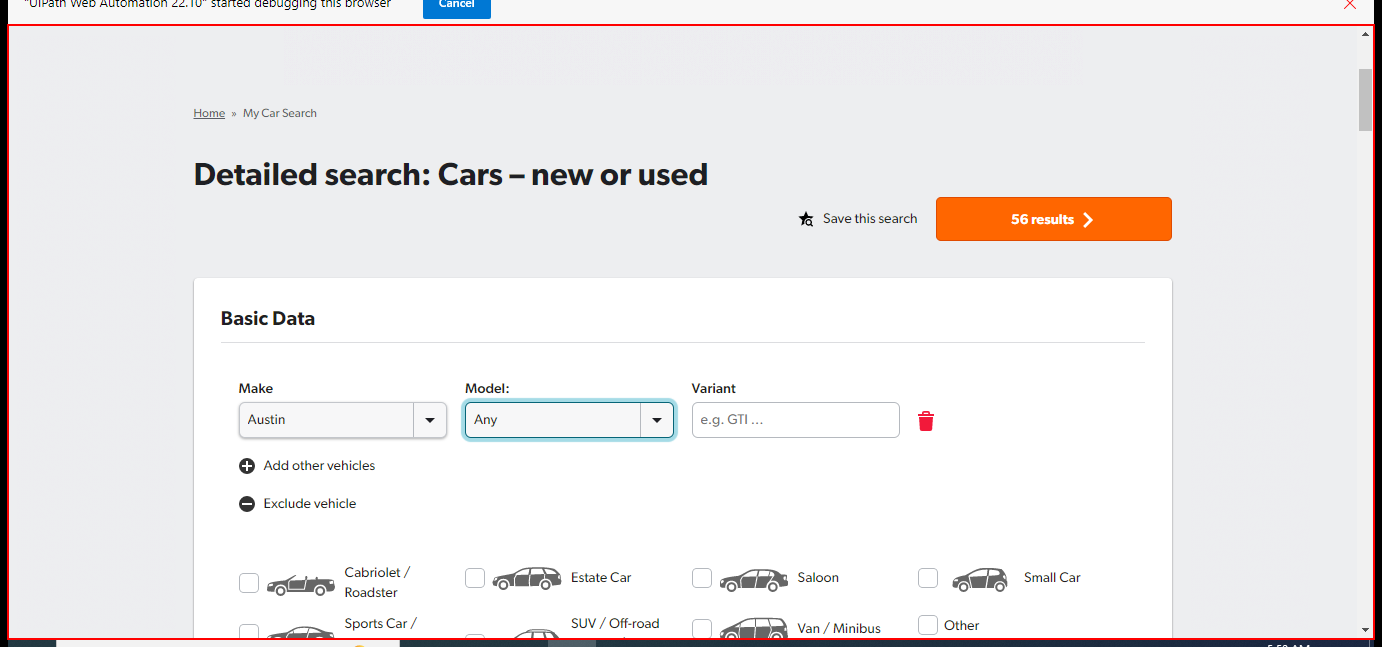 "UiPath Web Automation 22.10" started debugging this browser
Cancel
Home » My Car Search
Detailed search: Cars – new or used
Save this search
56 results
Basic Data
Make
Model:
Variant
Austin
Any
e.g. GTI ...
Add other vehicles
Exclude vehicle
Cabriolet /
Roadster
Estate Car
Saloon
Small Car
Sports Car /
SUV / Off-road
Van / Minibus
Other